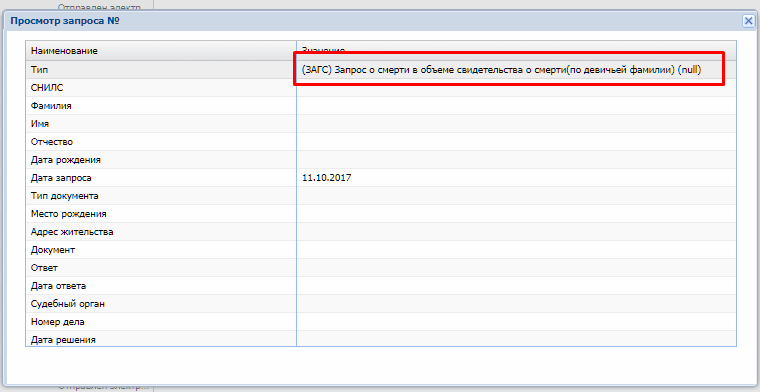 Отправлен электр...
Просмотр запроса №
Наименование Значение
Тип (ЗАГС) Запрос о смерти в объеме свидетельства о смерти(по девичьей фамилии) (null)
СНИЛС
Фамилия
Имя
Отчество
Дата рождения
Дата запроса 11.10.2017
Тип документа
Место рождения
Адрес жительства
Документ
Ответ
Дата ответа
Судебный орган
Номер дела
Дата решения
Отправлен электр...